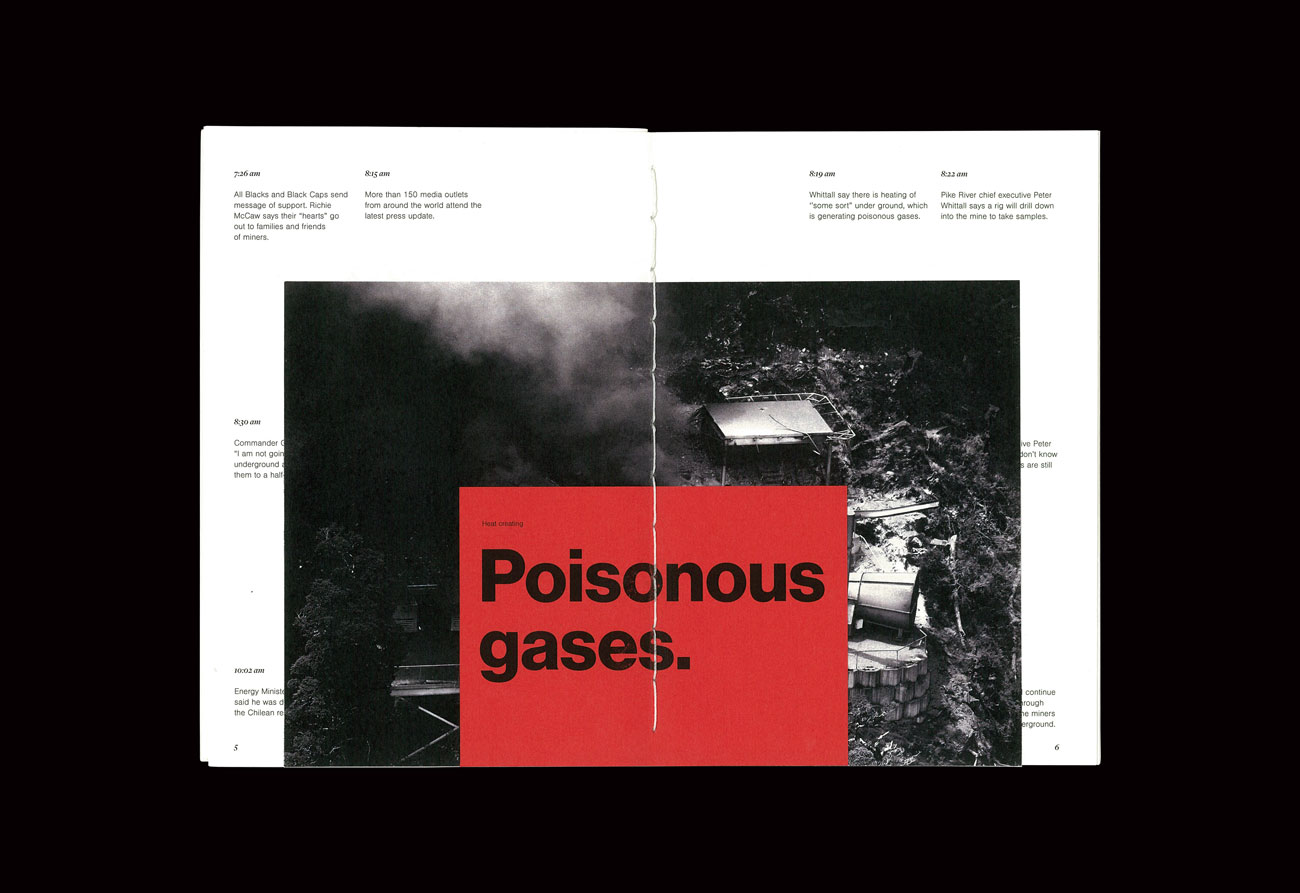 7:26 am
All Blacks and Black Caps send
message of support. Richie
McCaw says their "hearts" go
out to families and friends
of miners.
8:15 am
More than 150 media outlets
from around the world attend the
latest press update.
8:19 am
Whittall say there is heating of
"some sort" under ground, which
is generating poisonous gases.
8:22 am
Pike River chief executive Peter
Whittall says a rig will drill down
into the mine to take samples.
8:30 am
Commander
"I am not goin
underground
them to a half-
ive Peter
don't know
s are still
Heat creating
Poisonous
gases.
10:02 am
Energy Ministe
said he was d
the Chilean re
continue
rough
he miners
erground.
5
6